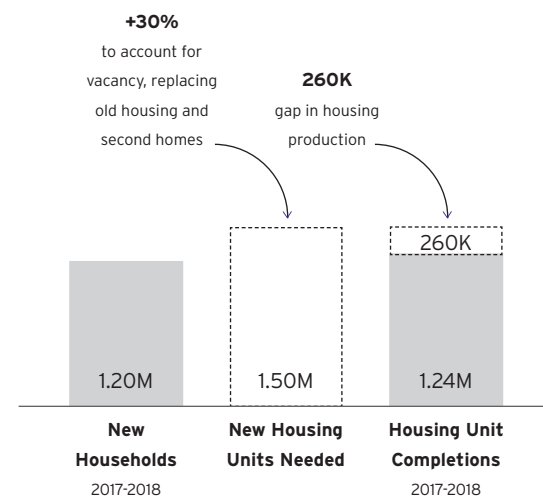 +30%
to account for
vacancy, replacing
old housing and
second homes
260K
gap in housing
production
260K
1.20M
1.50M
1.24M
New
Households
2017-2018
New Housing
Units Needed
Housing Unit
Completions
2017-2018